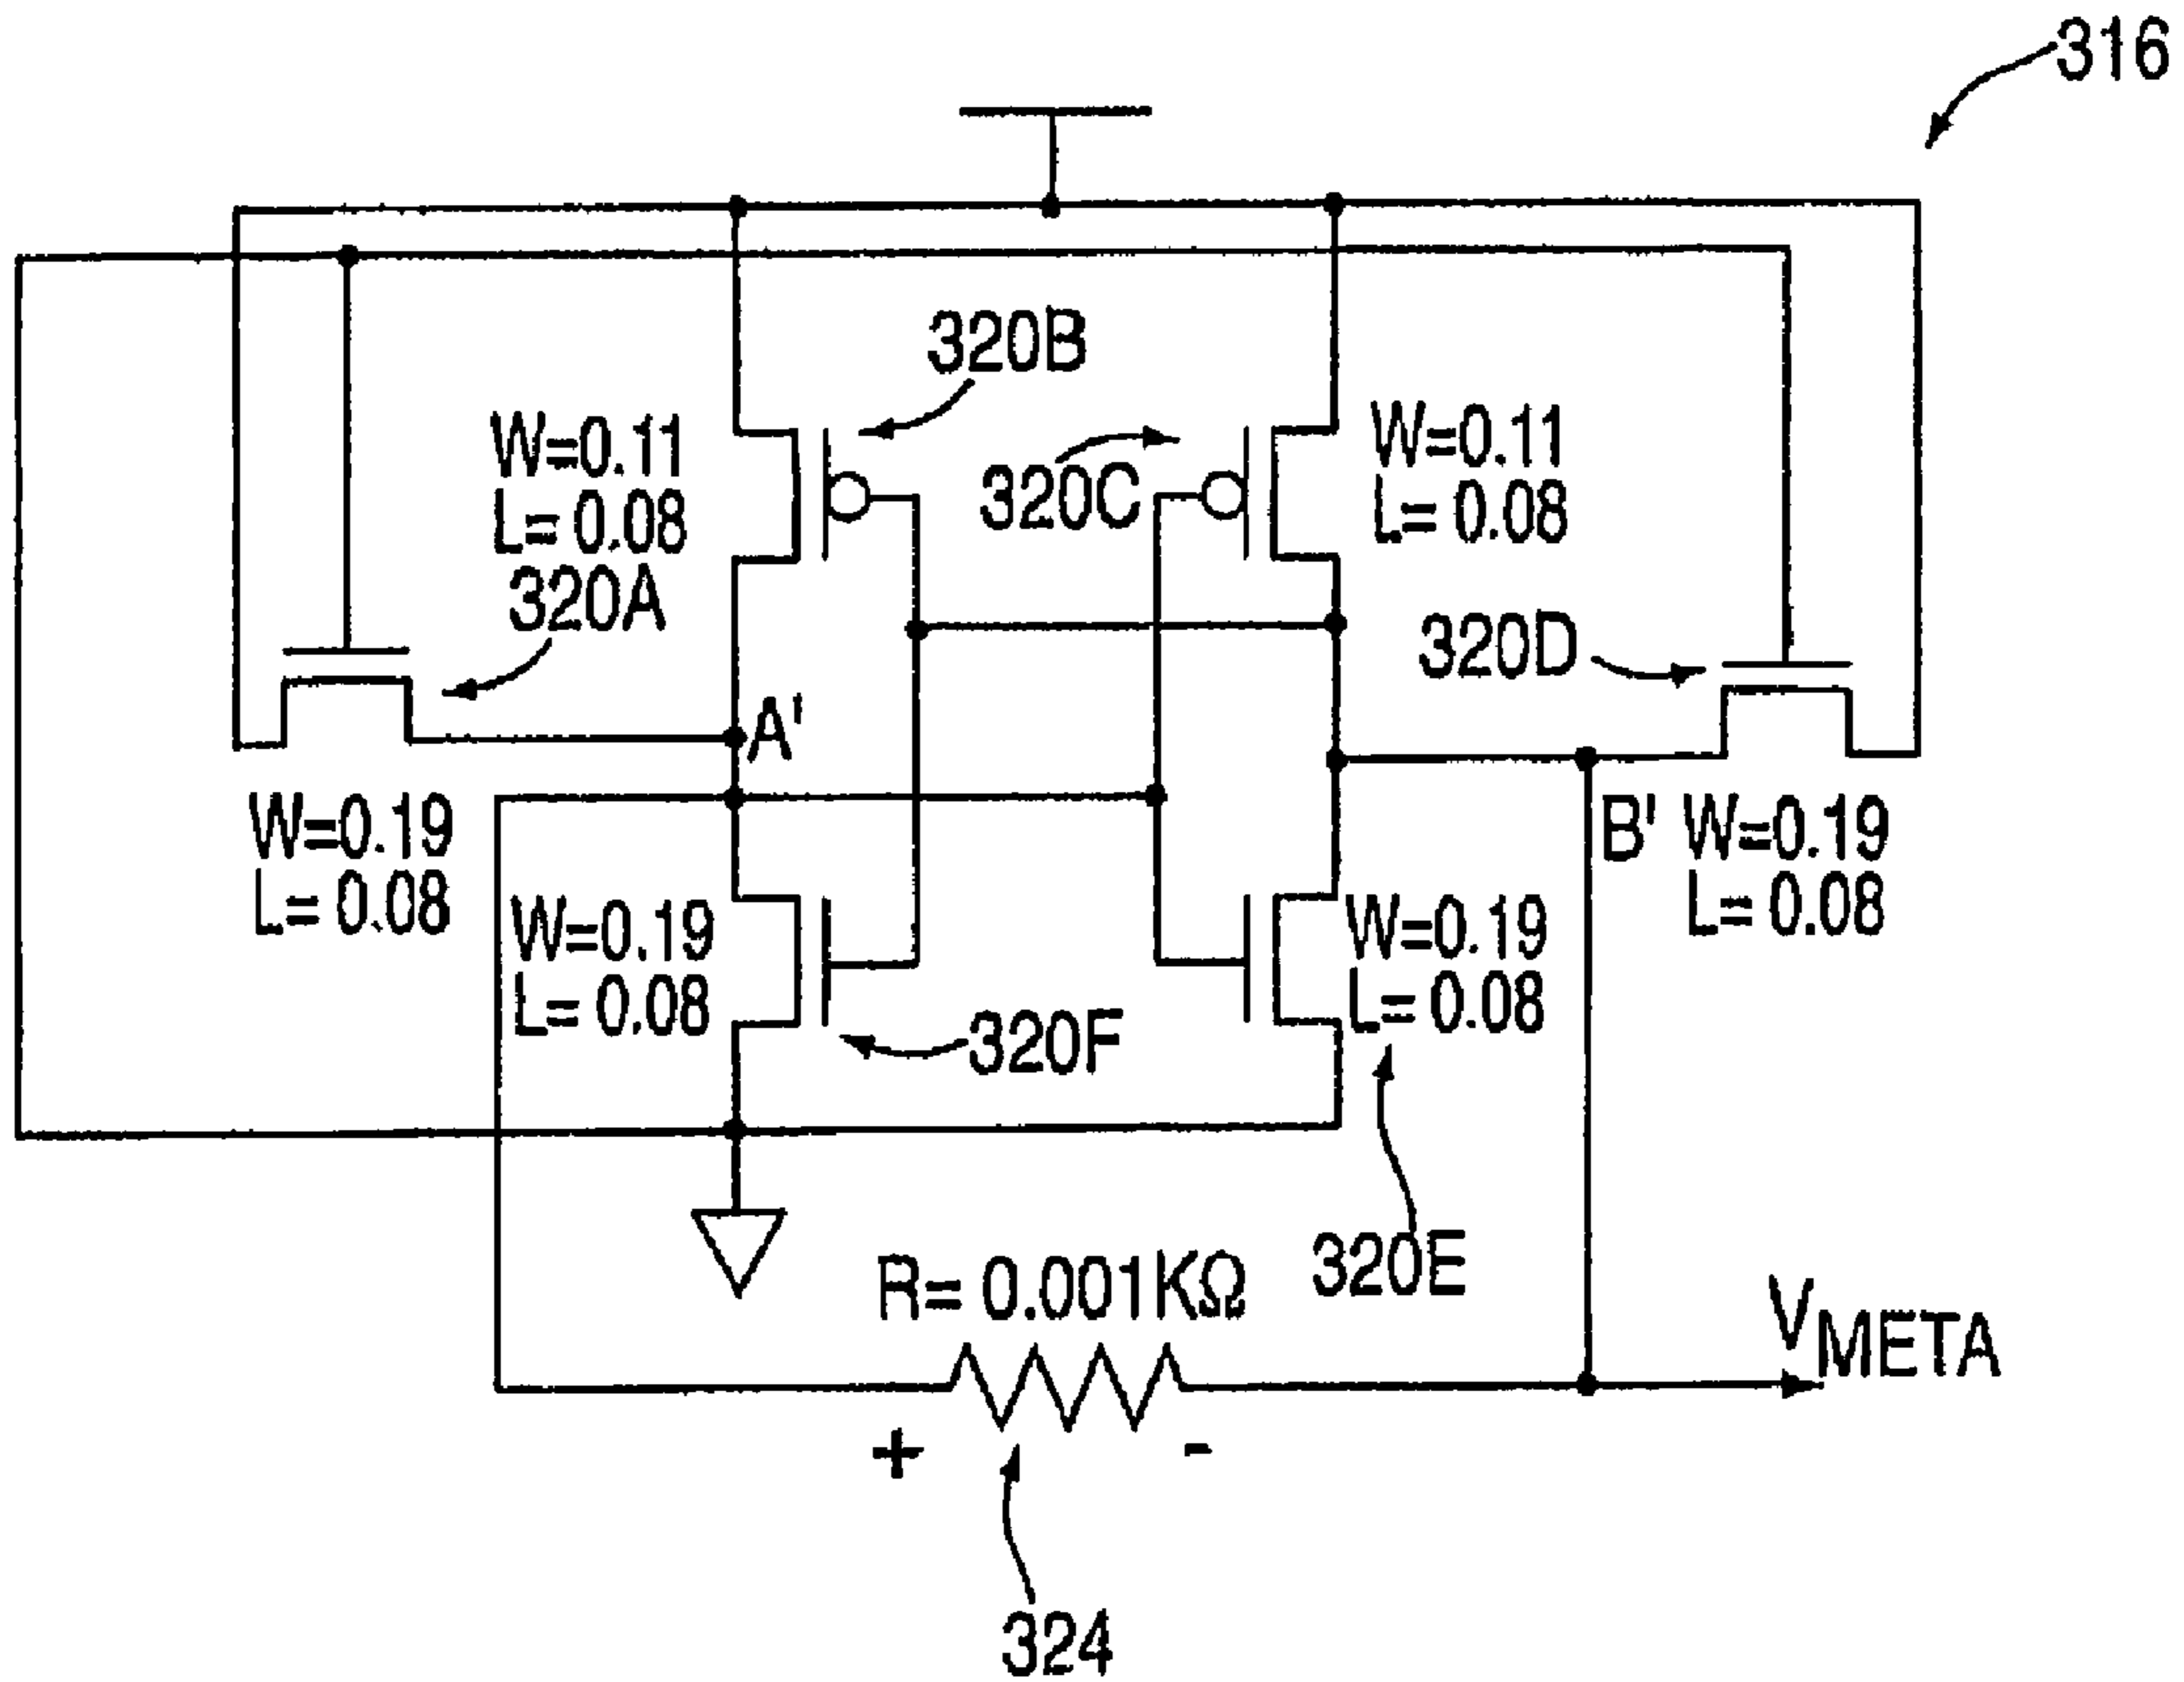 316
320B
W=0.11
L= 0.08
320A
320C
W=0.11
L= 0.08
320D
A'
W=0.19
L= 0.08
B' W=0.19
L= 0.08
W=0.19
L= 0.08
320F
W=0.19
L= 0.08
320E
R= 0.001KΩ
+ -
VMETA
324